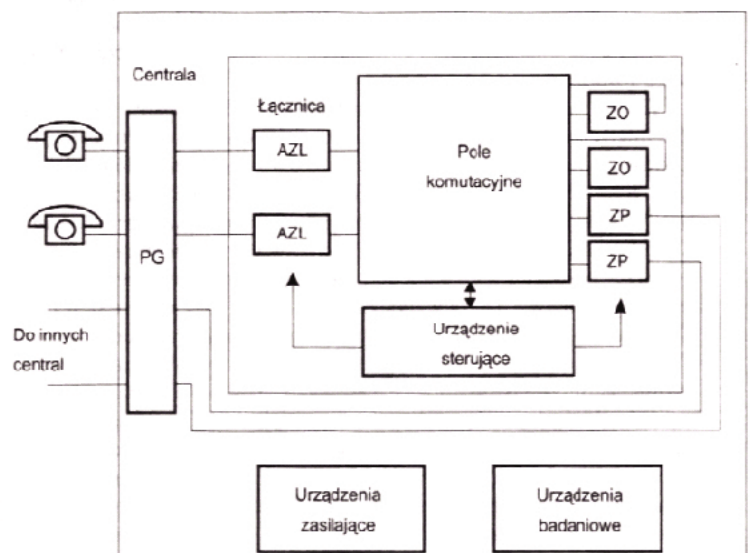 Centrala
Łącznica
AZL
AZL
PG
Pole
komutacyjne
ZO
ZO
ZP
ZP
Urządzenie
sterujące
Do innych
central
Urządzenia
zasilające
Urządzenia
badaniowe